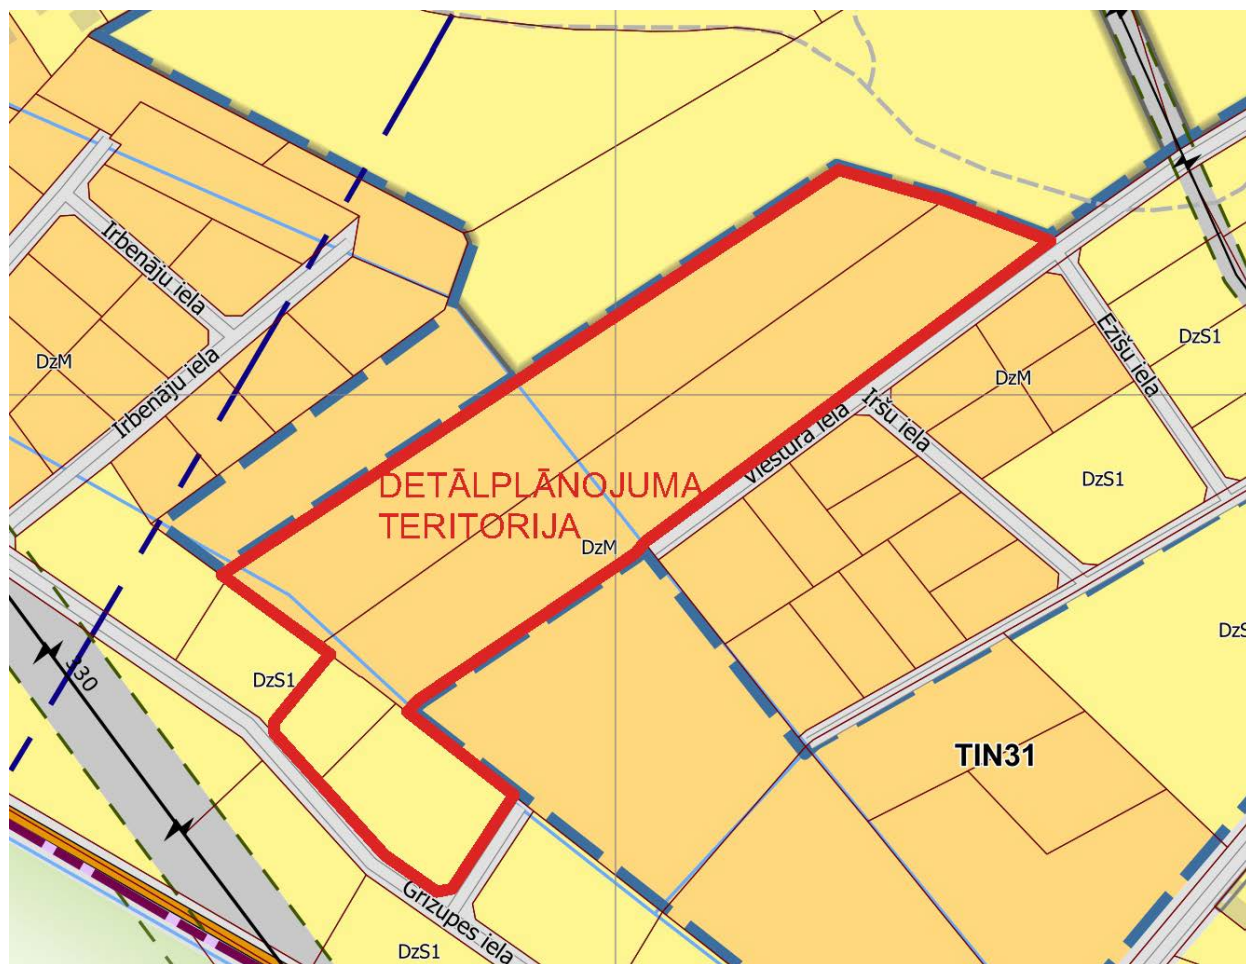 Irbenāju iela
Ezīšu iela
DzS1
DzM
Irbenāju iela
DzM
Iršu iela
Viestura iela
DzS1
DETĀLPLĀNOJUMA
TERITORIJA
DzM
DzS
330
DzS1
TIN31
Grīzupes iela
DzS1